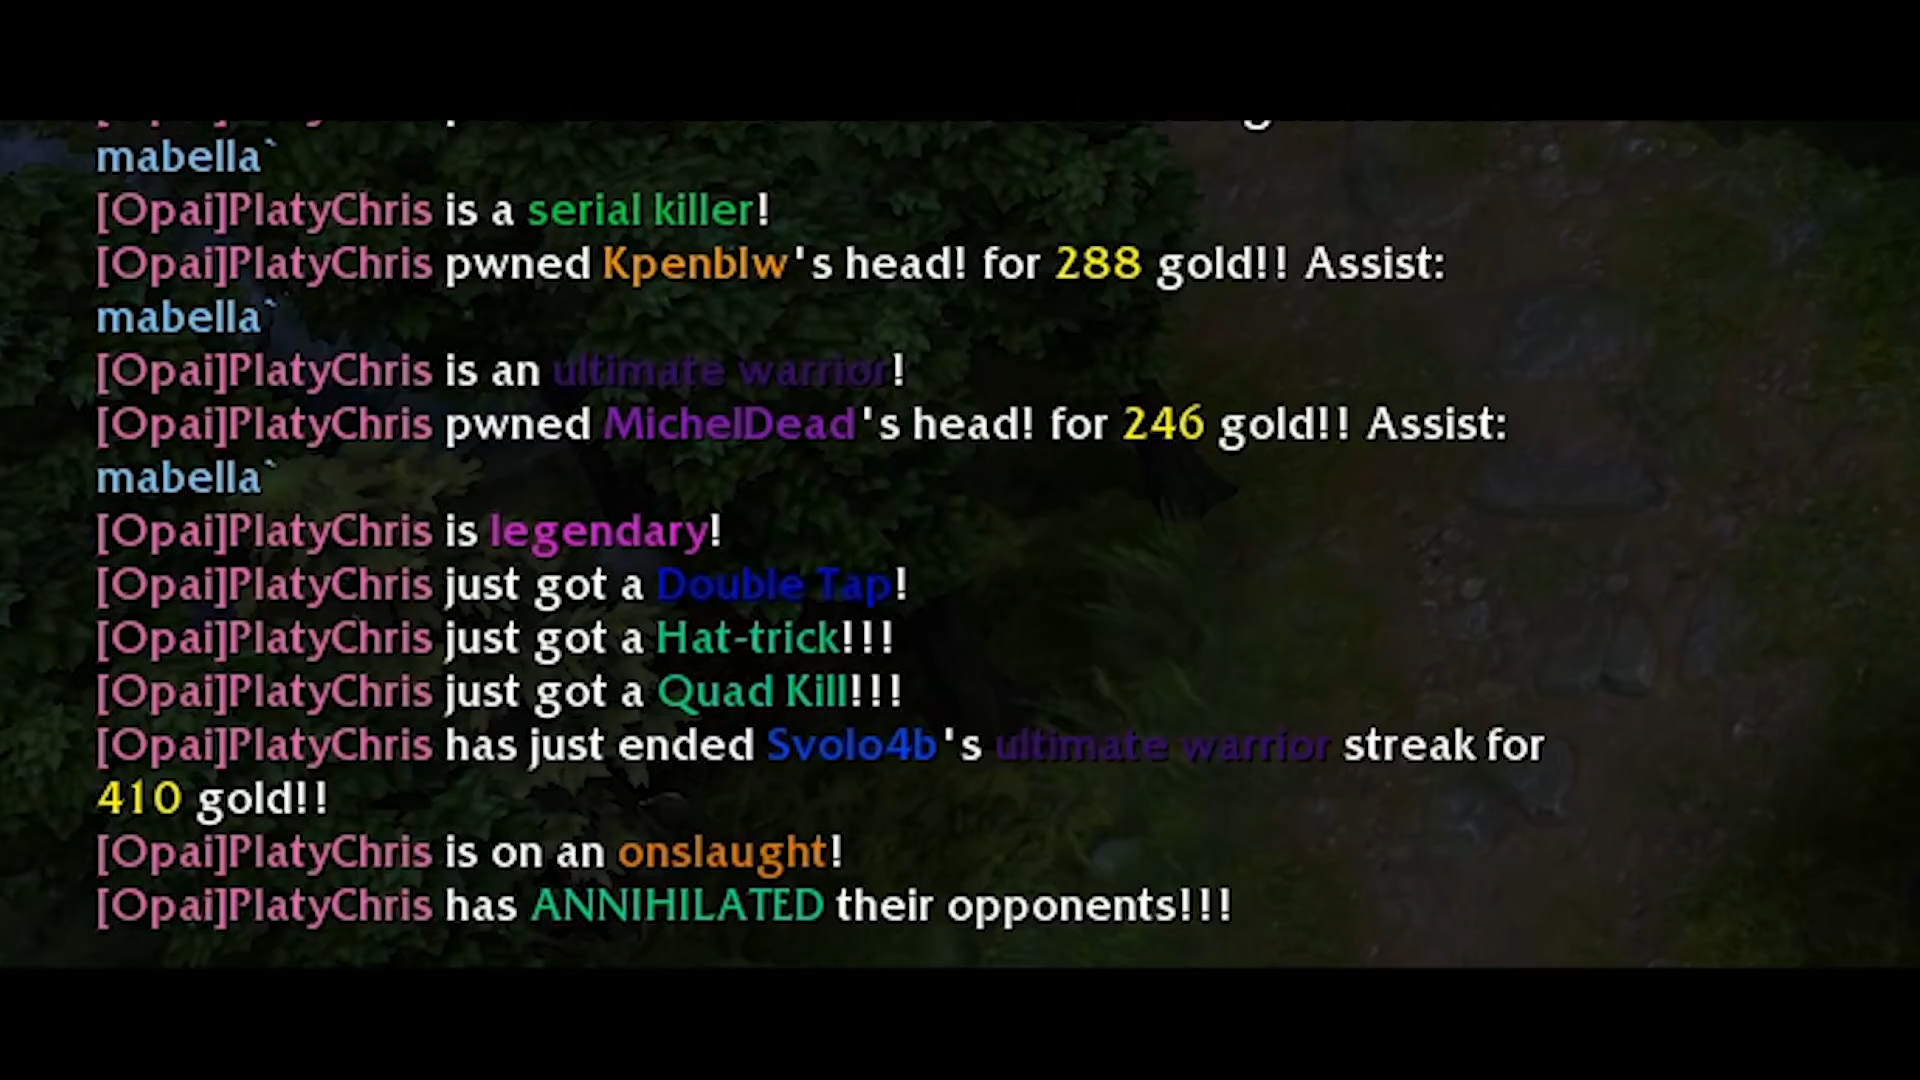 mabella`
[Opai]PlatyChris is a serial killer!
[Opai]PlatyChris pwned Kpenblw's head! for 288 gold!! Assist:
mabella`
[Opai]PlatyChris is an ultimate warrior!
[Opai]PlatyChris pwned MichelDead's head! for 246 gold!! Assist:
mabella`
[Opai]PlatyChris is legendary!
[Opai]PlatyChris just got a Double Tap!
[Opai]PlatyChris just got a Hat-trick!!!
[Opai]PlatyChris just got a Quad Kill!!!
[Opai]PlatyChris has just ended Svolo4b's ultimate warrior streak for
410 gold!!
[Opai]PlatyChris is on an onslaught!
[Opai]PlatyChris has ANNIHILATED their opponents!!!